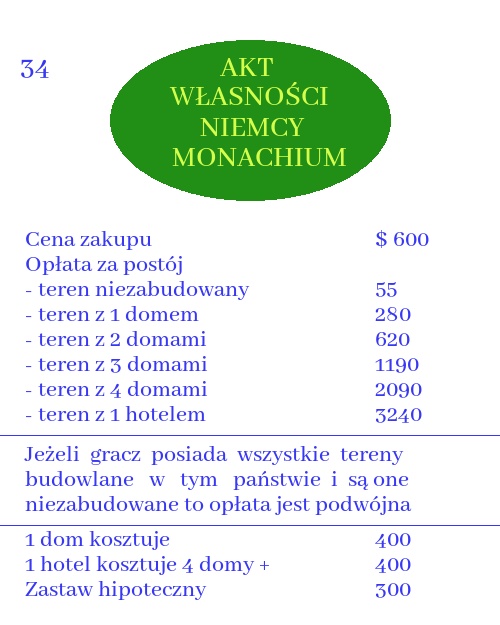 34
AKT
WŁASNOŚCI
NIEMCY
MONACHIUM
Cena zakupu $ 600
Opłata za postój
- teren niezabudowany 55
- teren z 1 domem 280
- teren z 2 domami 620
- teren z 3 domami 1190
- teren z 4 domami 2090
- teren z 1 hotelem 3240
Jeżeli gracz posiada wszystkie tereny
budowlane w tym państwie i są one
niezabudowane to opłata jest podwójna
1 dom kosztuje 400
1 hotel kosztuje 4 domy + 400
Zastaw hipoteczny 300